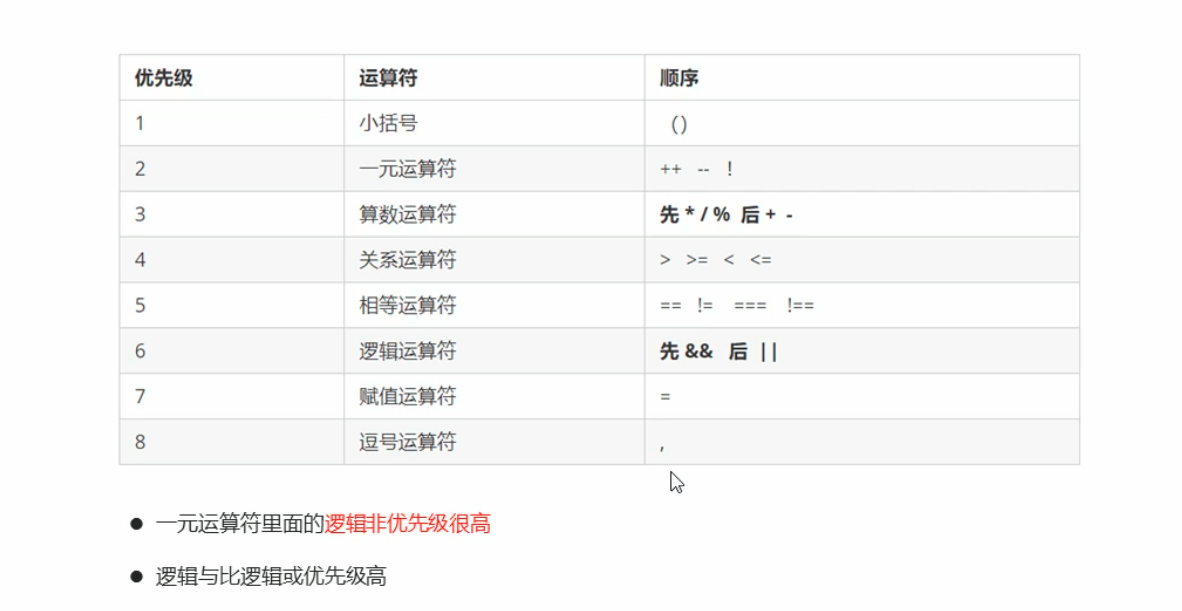 优先级 运算符 顺序
1 小括号 （）
2 一元运算符 ++ -- !
3 算数运算符 先 * / % 后 + -
4 关系运算符 > >= < <=
5 相等运算符 == != === !==
6 逻辑运算符 先 && 后 ||
7 赋值运算符 =
8 逗号运算符 ,
● 一元运算符里面的逻辑非优先级很高
● 逻辑与比逻辑或优先级高